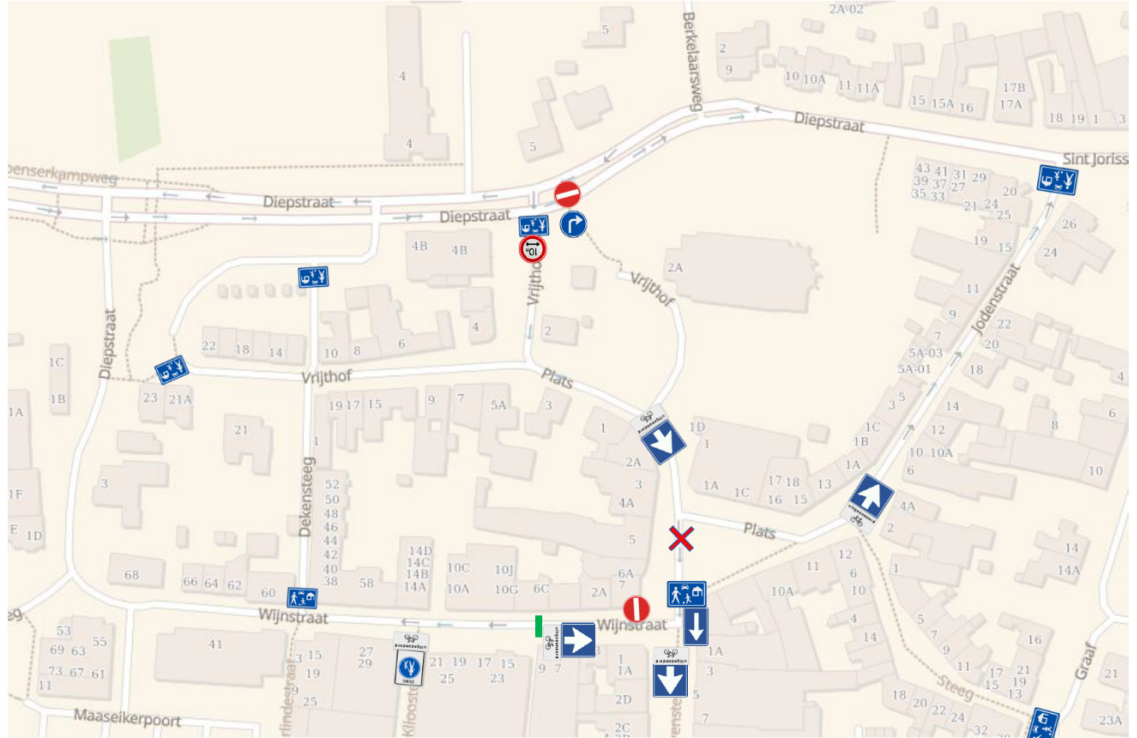 2A-02
5
Berkelaarsweg
2
9
10 10A
11
11A
15 15A 16
17B
17A
18 19 1 3
4
4
5
Diepstraat
Sint Joriss
penserkampweg
Diepstraat
Diepstraat
43 41 31 29
39 37 27
35 33
20
21 24
25
26
24
19 15
4B
4B
2A
Vrijthof
Vrijthof
11
9
7
Jodenstraat
22
20
18
5A-03
5A-01
Diepstraat
1C
1B
22 18 14
10 8 6
4
2
Vrijthof
Plats
23 21A
1A
21
19 17 15
9 7 5A 3
1
1D
1
5
3
1C
1B
14
12
10 10A
6
4
8
6
10
1
2A
3
4A
1A
1C
17 18
16 15
13
1A
3
1F
E 1D
Dekensteeg
52
50
48
46
44
42
40
38
5
Plats
4A
2
12
11
6
10
1
14
14A
68
66 64 62 60
58
14D
14C
14B
14A
10C
10A
10J
10G
6C
2A
6A
7
10A
Wijnstraat
Wijnstraat
53
69 63
55
73 67 61
11
41
3 15
19
9
25
27
29
21 19 17 15
25 23
9 7
1
1A
2D
2C
1A
5
7
9
7
5
11
16
17
15
21
19
13
Steeg
Graaf
18 20 22 24
32
23A
Maaseikerpoort